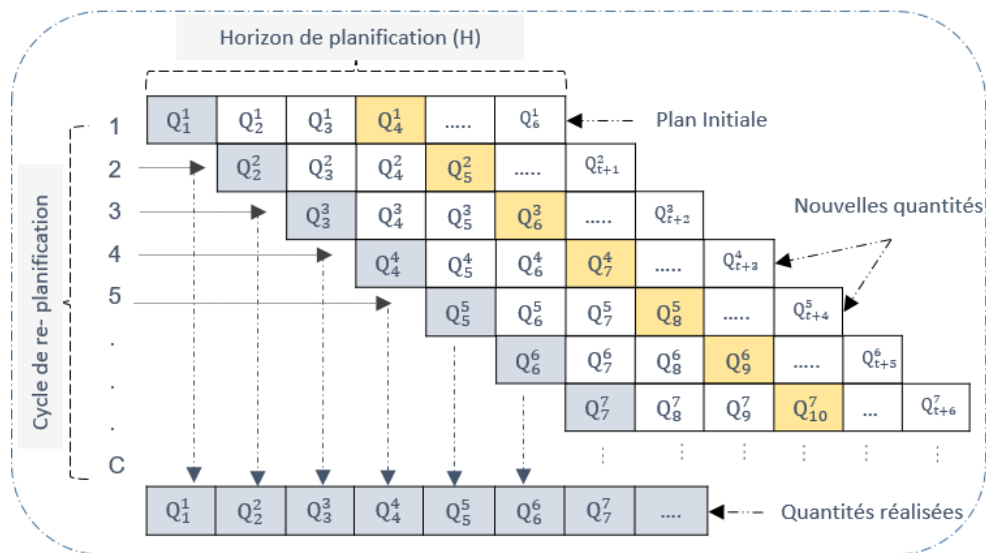 Horizon de planification (H)
Cycle de re- planification
1 Q₁¹ Q₂¹ Q₃¹ Q₄¹ ..... Q₆¹ Plan Initiale
2 Q₂² Q₃² Q₄² Q₅² ..... Qₜ₊₁²
3 Q₃³ Q₄³ Q₅³ Q₆³ ..... Qₜ₊₂³ Nouvelles quantités
4 Q₄⁴ Q₅⁴ Q₆⁴ Q₇⁴ ..... Qₜ₊₃⁴
5 Q₅⁵ Q₆⁵ Q₇⁵ Q₈⁵ ..... Qₜ₊₄⁵
. Q₆⁶ Q₇⁶ Q₈⁶ Q₉⁶ ..... Qₜ₊₅⁶
. Q₇⁷ Q₈⁷ Q₉⁷ Q₁₀⁷ ... Qₜ₊₆⁷
.
C
Q₁¹ Q₂² Q₃³ Q₄⁴ Q₅⁵ Q₆⁶ Q₇⁷ .... Quantités réalisées